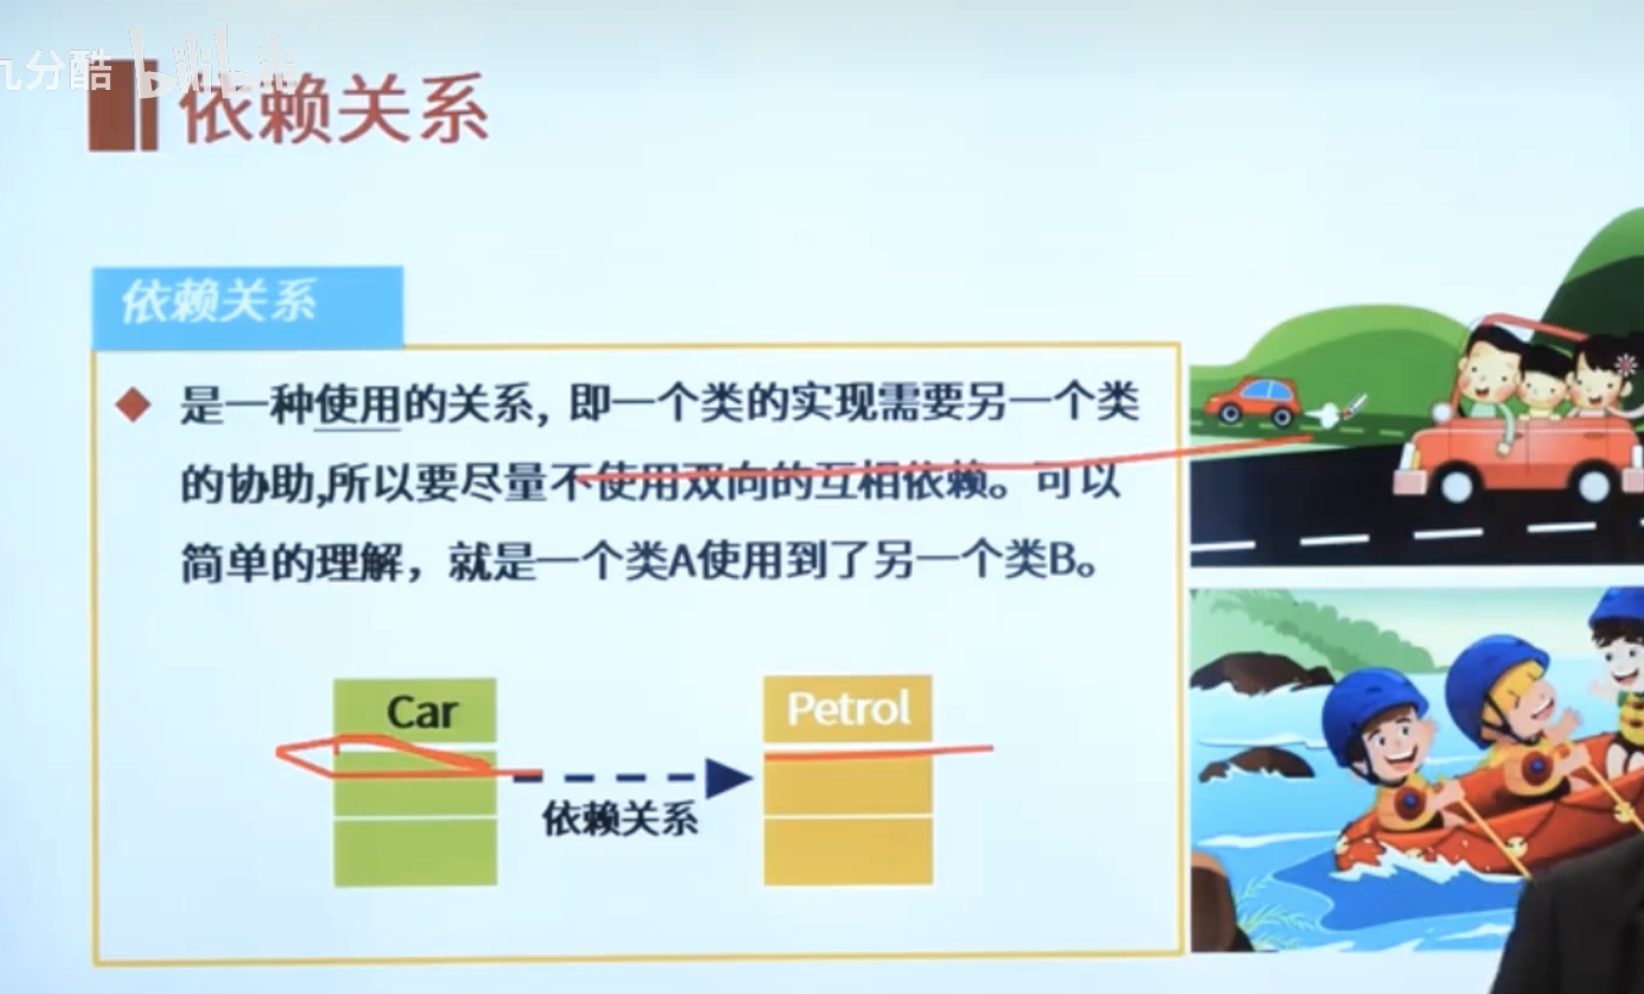 九分酷 bilibili
依赖关系
依赖关系
是一种使用的关系，即一个类的实现需要另一个类
的协助,所以要尽量不使用双向的互相依赖。可以
简单的理解，就是一个类A使用到了另一个类B。
Car
Petrol
依赖关系